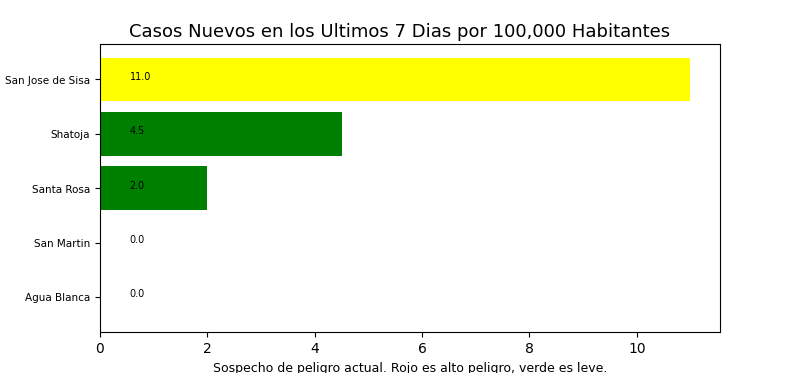 Casos Nuevos en los Ultimos 7 Dias por 100,000 Habitantes
San Jose de Sisa 11.0
Shatoja 4.5
Santa Rosa 2.0
San Martin 0.0
Agua Blanca 0.0
0 2 4 6 8 10
Sospecho de peligro actual. Rojo es alto peligro, verde es leve.